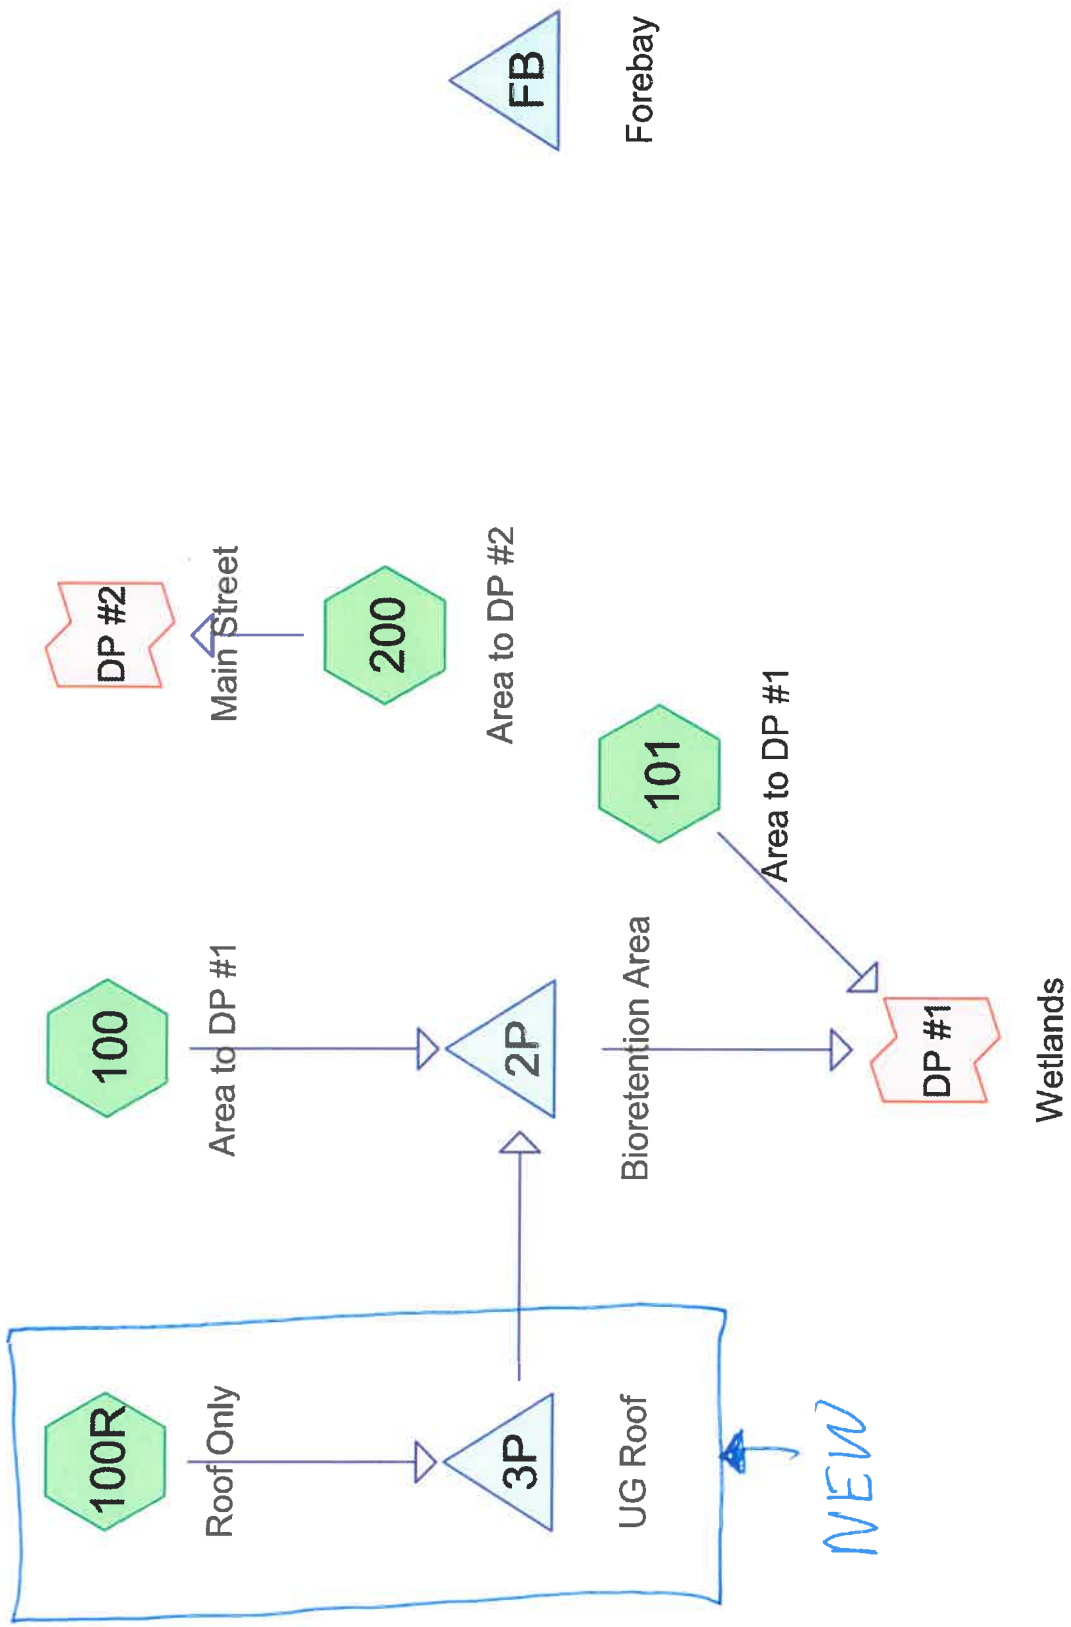 100R
Roof Only
3P
UG Roof
NEW
100
Area to DP #1
2P
Bioretention Area
DP #1
Wetlands
101
Area to DP #1
DP #2
Main Street
200
Area to DP #2
FB
Forebay